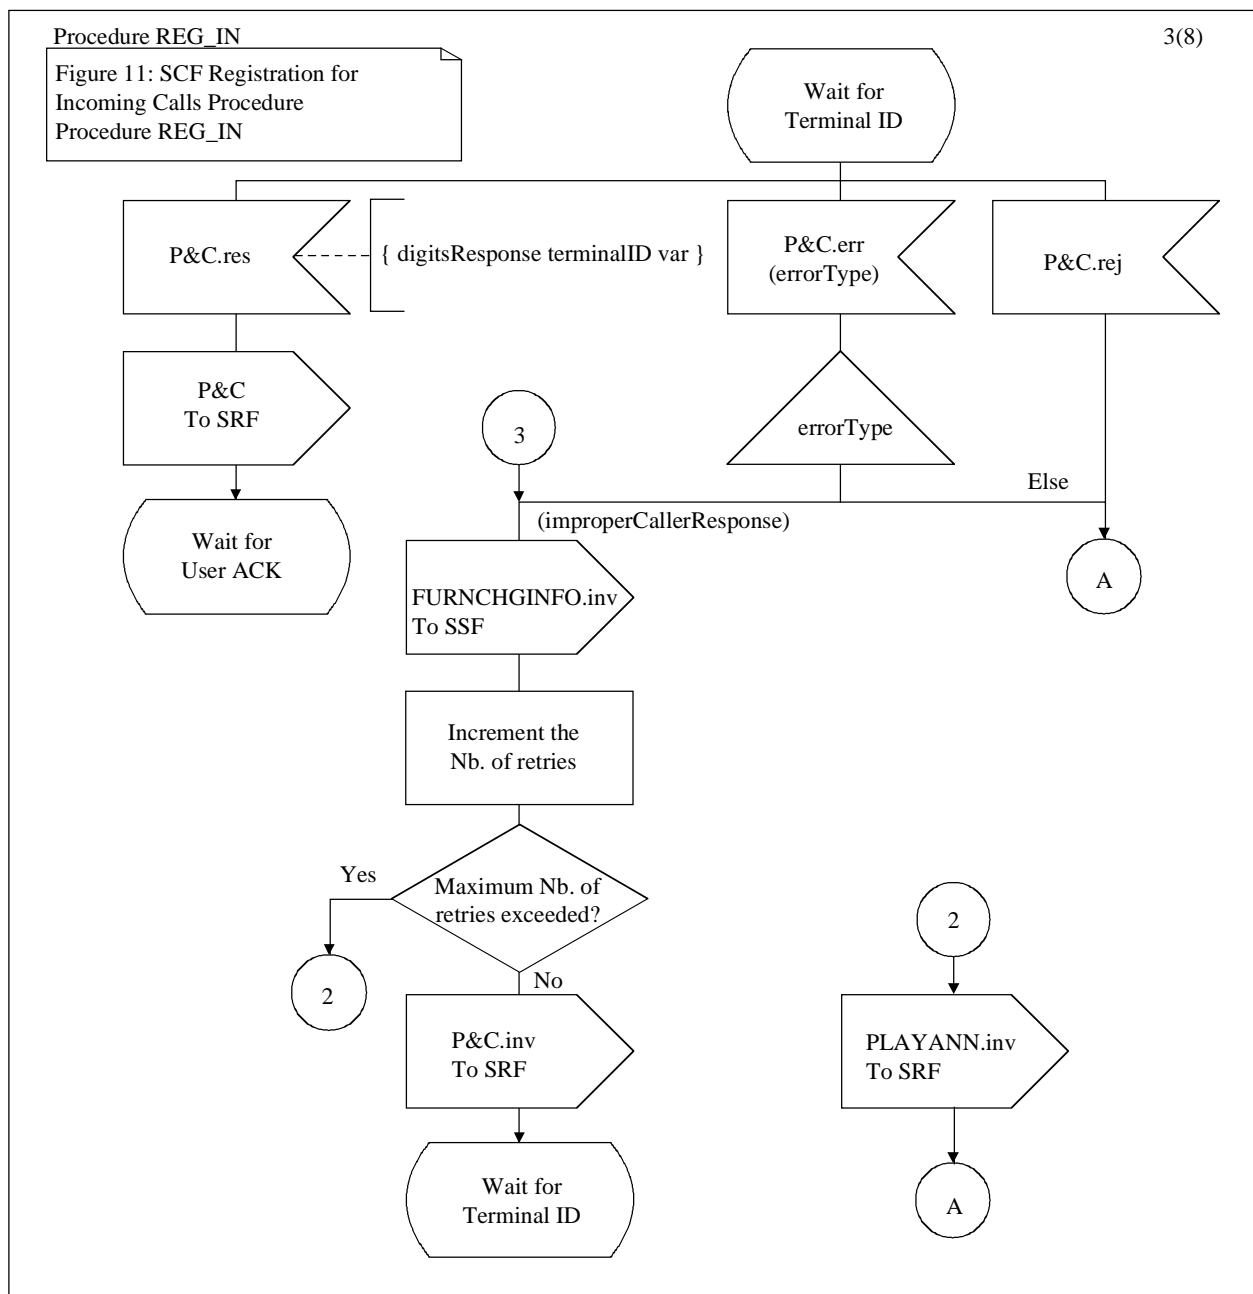 Procedure REG_IN
3(8)
Figure 11: SCF Registration for
Incoming Calls Procedure
Procedure REG_IN
Wait for
Terminal ID
P&C.res
{ digitsResponse terminalID var }
P&C.err
(errorType)
P&C.rej
P&C
To SRF
3
errorType
Else
(improperCallerResponse)
Wait for
User ACK
A
FURNCHGINFO.inv
To SSF
Increment the
Nb. of retries
Yes
Maximum Nb. of
retries exceeded?
2
No
2
P&C.inv
To SRF
PLAYANN.inv
To SRF
Wait for
Terminal ID
A